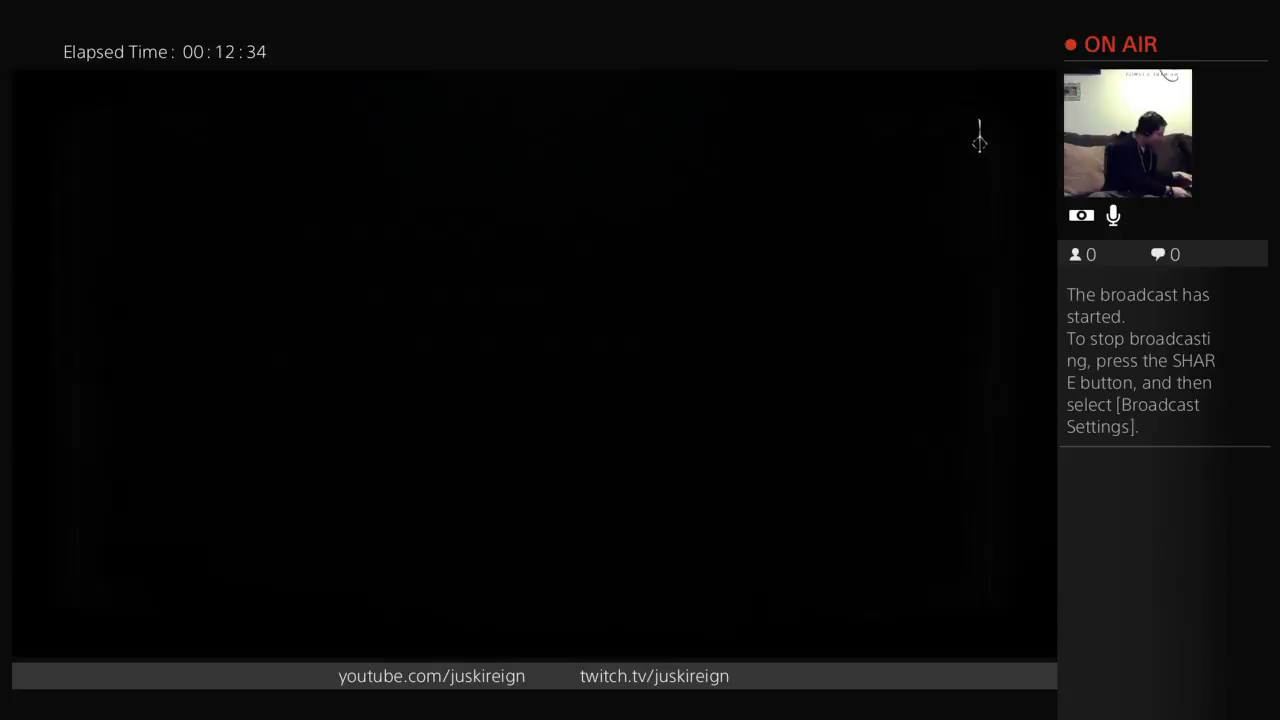 Elapsed Time: 00:12:34
ON AIR
0 0
The broadcast has
started.
To stop broadcasti
ng, press the SHAR
E button, and then
select [Broadcast
Settings].
youtube.com/juskireign twitch.tv/juskireign